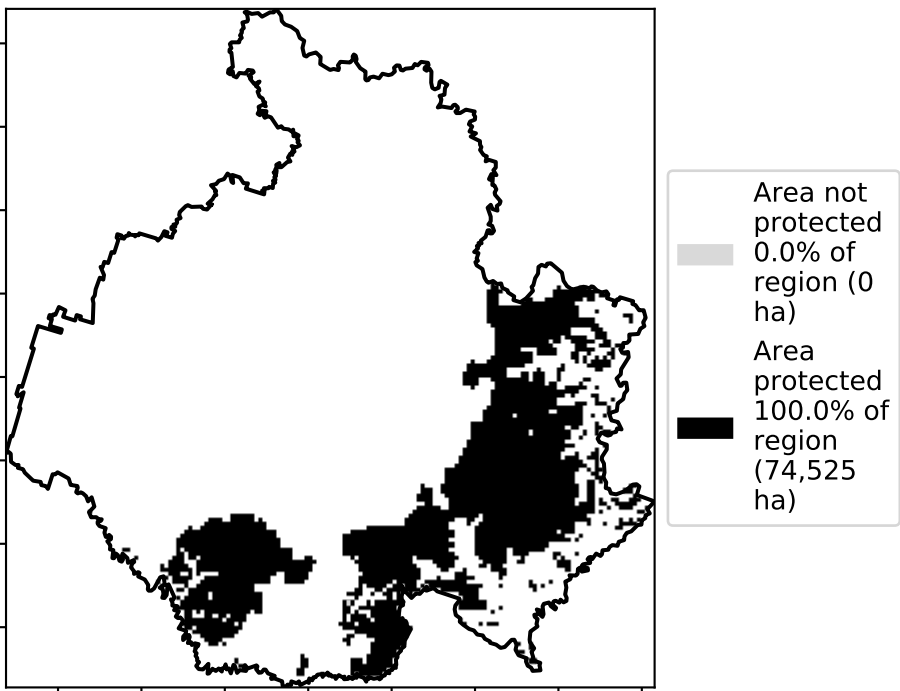 Area not
protected
0.0% of
region (0
ha)
Area
protected
100.0% of
region
(74,525
ha)